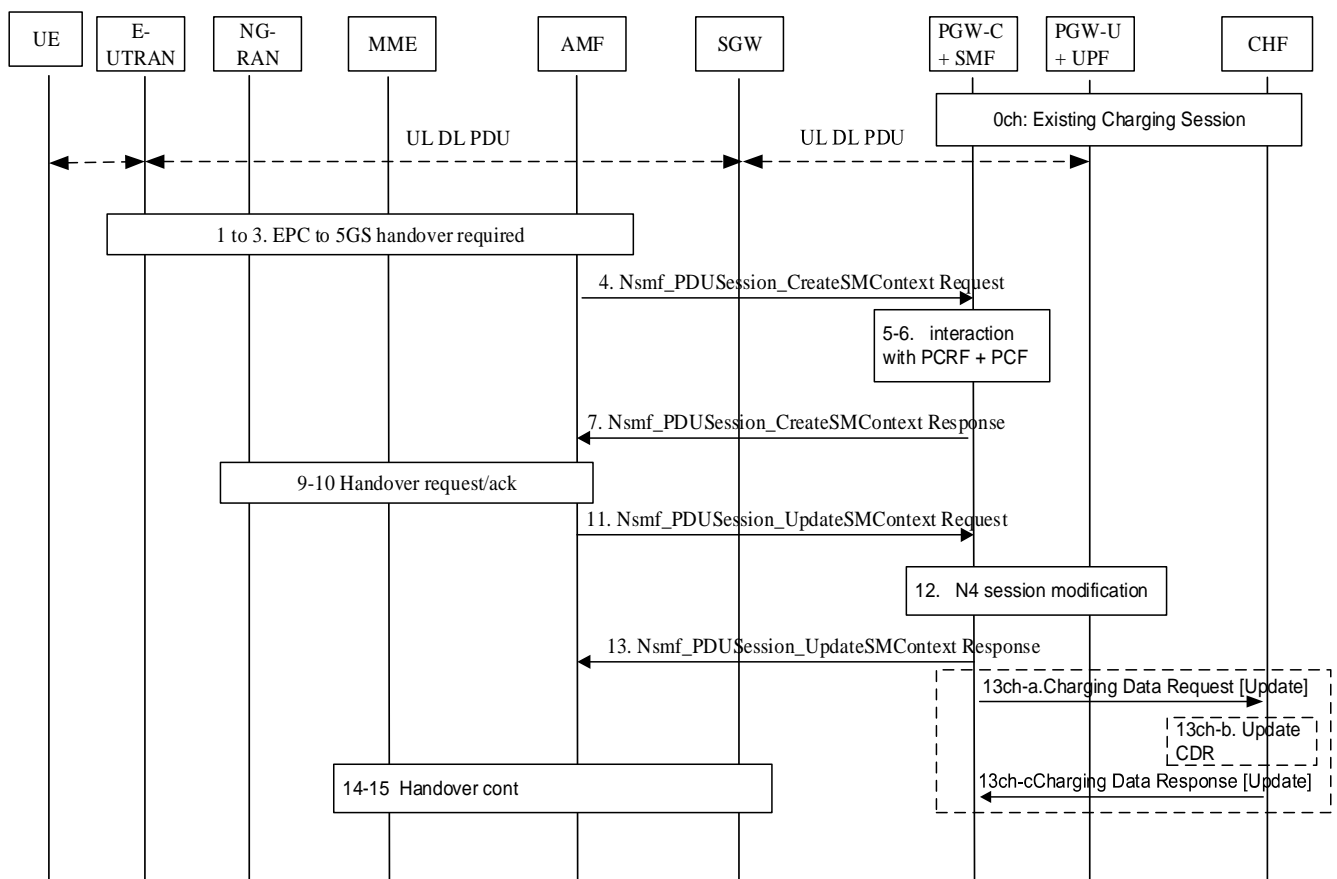 UE
E-
UTRAN
NG-
RAN
MME
AMF
SGW
PGW-C
+ SMF
PGW-U
+ UPF
CHF
0ch: Existing Charging Session
UL DL PDU
UL DL PDU
1 to 3. EPC to 5GS handover required
4. Nsmf_PDUSession_CreateSMContext Request
5-6. interaction
with PCRF + PCF
7. Nsmf_PDUSession_CreateSMContext Response
9-10 Handover request/ack
11. Nsmf_PDUSession_UpdateSMContext Request
12. N4 session modification
13. Nsmf_PDUSession_UpdateSMContext Response
13ch-a.Charging Data Request [Update]
13ch-b. Update
CDR
14-15 Handover cont
13ch-cCharging Data Response [Update]